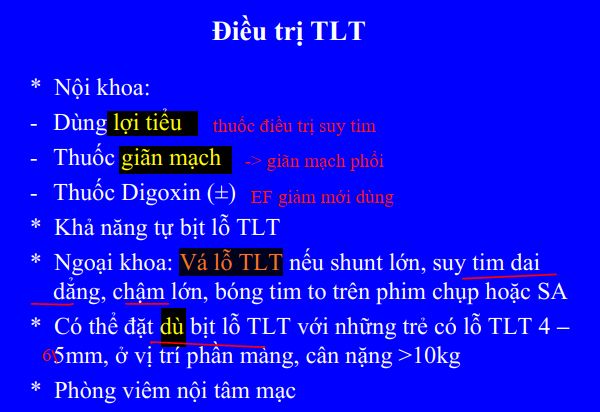 Điều trị TLT
* Nội khoa:
- Dùng lợi tiểu thuốc điều trị suy tim
- Thuốc giãn mạch -> giãn mạch phổi
- Thuốc Digoxin (±) EF giảm mới dùng
* Khả năng tự bịt lỗ TLT
* Ngoại khoa: Vá lỗ TLT nếu shunt lớn, suy tim dai
dẳng, chậm lớn, bóng tim to trên phim chụp hoặc SA
* Có thể đặt dù bịt lỗ TLT với những trẻ có lỗ TLT 4 –
5mm, ở vị trí phần màng, cân nặng >10kg
* Phòng viêm nội tâm mạc